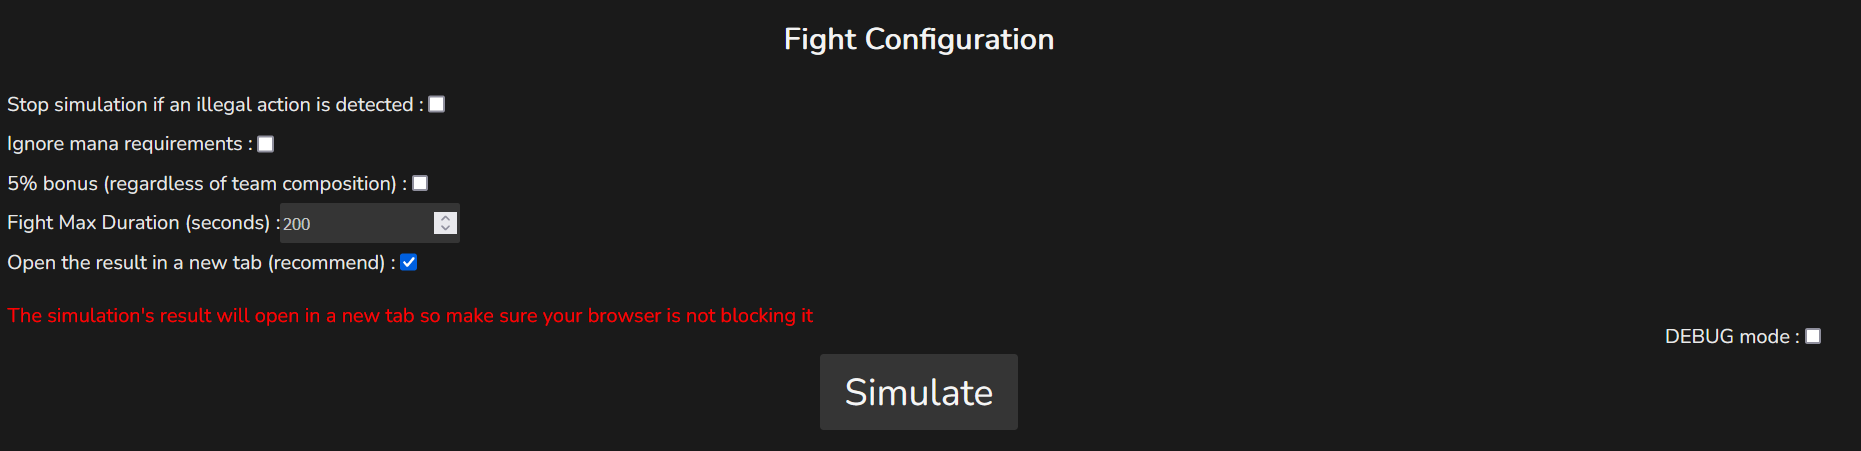 Fight Configuration
Stop simulation if an illegal action is detected :
Ignore mana requirements :
5% bonus (regardless of team composition) :
Fight Max Duration (seconds) : 200
Open the result in a new tab (recommend) :
The simulation's result will open in a new tab so make sure your browser is not blocking it
DEBUG mode :
Simulate